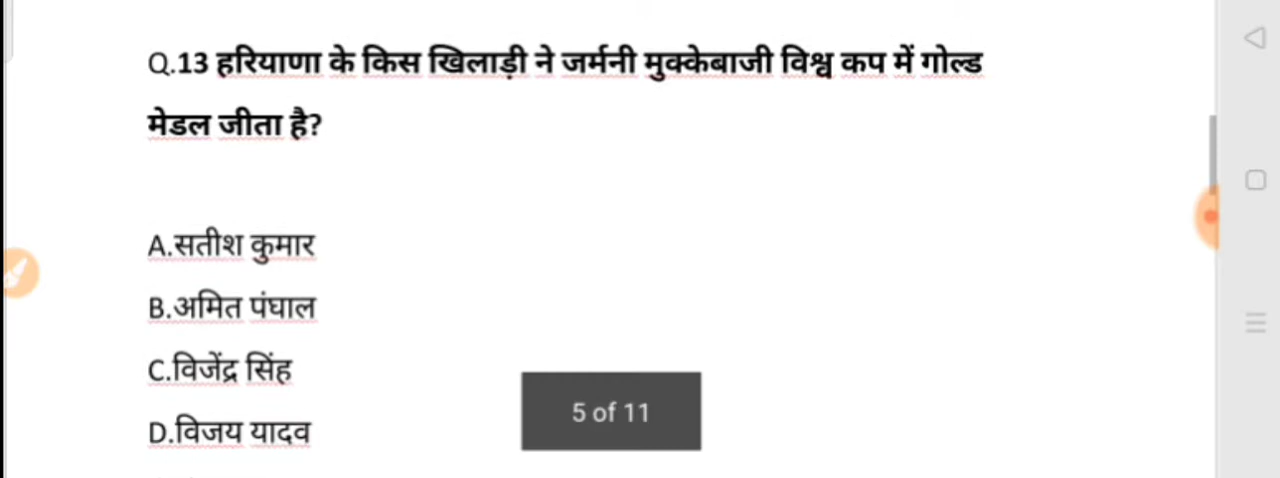 Q.13 हरियाणा के किस खिलाड़ी ने जर्मनी मुक्केबाजी विश्व कप में गोल्ड
मेडल जीता है?
A.सतीश कुमार
B.अमित पंघाल
C.विजेंद्र सिंह
D.विजय यादव
5 of 11